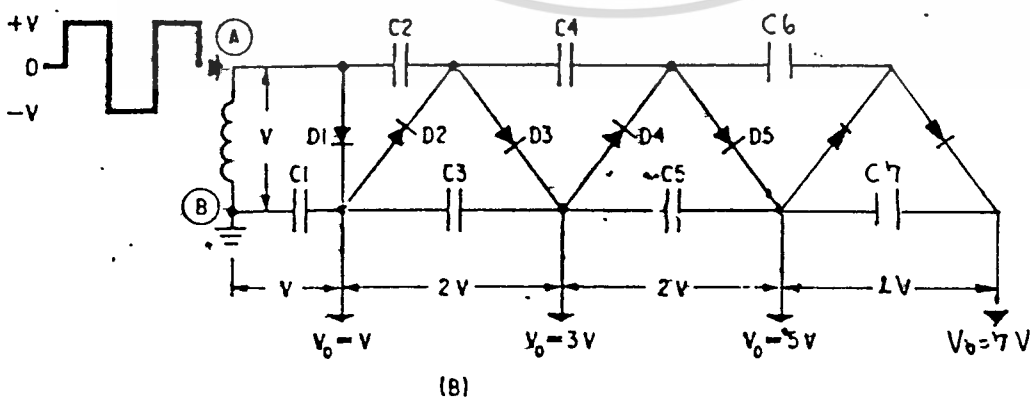 +V
0
-V
A
B
V
C1
C2
C3
C4
C5
C6
C7
D1
D2
D3
D4
D5
V
2V
2V
2V
V₀=V
V₀=3V
V₀=5V
V₀=7V
(B)